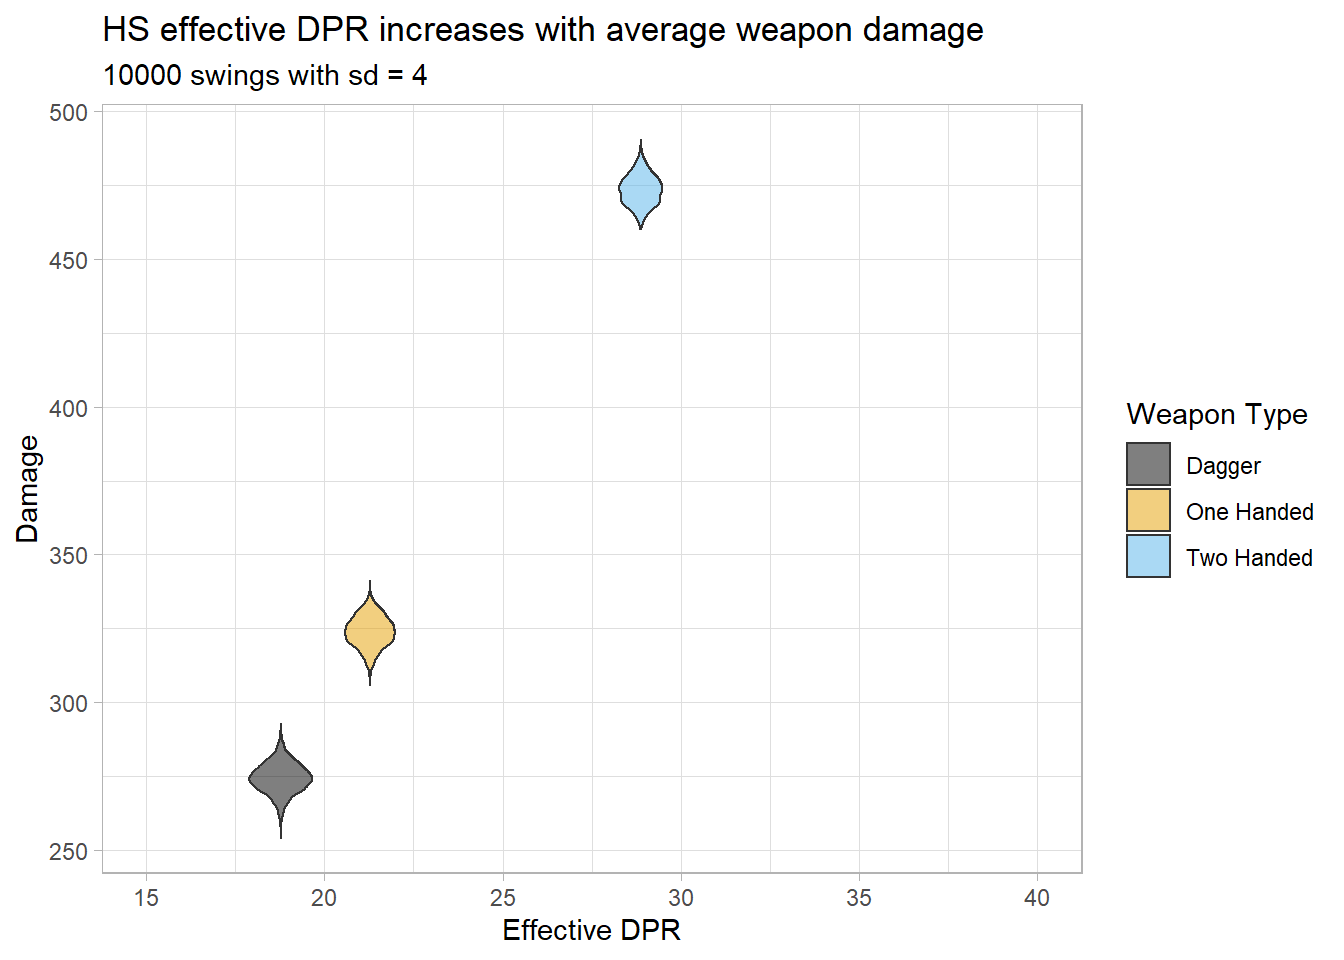 HS effective DPR increases with average weapon damage
10000 swings with sd = 4
500
450
400
350
300
250
Damage
15 20 25 30 35 40
Effective DPR
Weapon Type
Dagger
One Handed
Two Handed